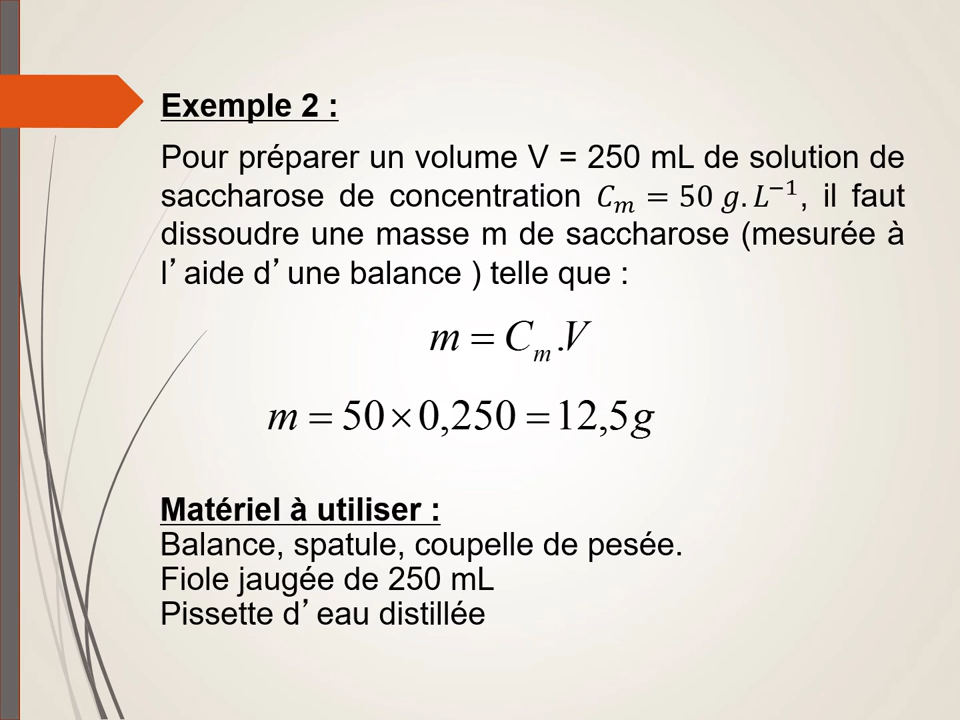 Exemple 2 :
Pour préparer un volume V = 250 mL de solution de
saccharose de concentration C_m = 50 g.L⁻¹, il faut
dissoudre une masse m de saccharose (mesurée à
l’aide d’une balance ) telle que :
m = C_m.V
m = 50 × 0,250 = 12,5g
Matériel à utiliser :
Balance, spatule, coupelle de pesée.
Fiole jaugée de 250 mL
Pissette d’eau distillée